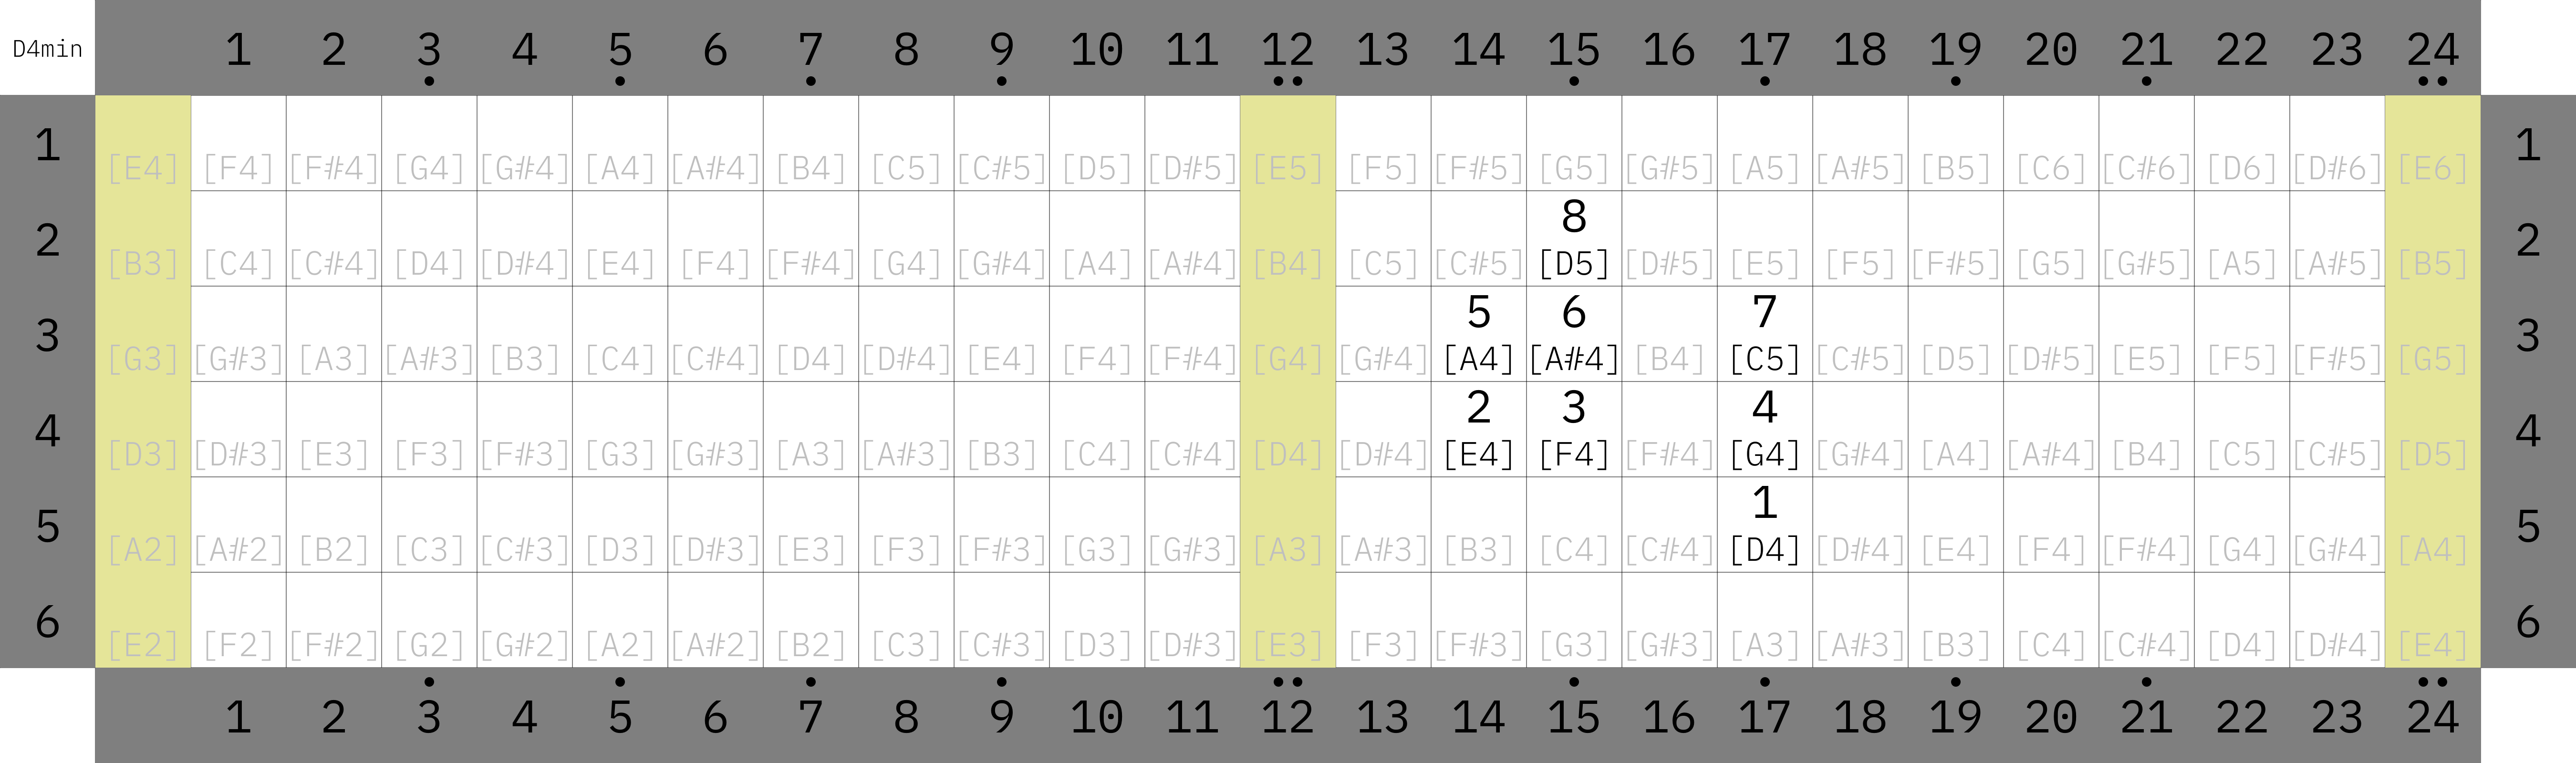 D4min 1 2 3 4 5 6 7 8 9 10 11 12 13 14 15 16 17 18 19 20 21 22 23 24
1 [E4] [F4] [F#4] [G4] [G#4] [A4] [A#4] [B4] [C5] [C#5] [D5] [D#5] [E5] [F5] [F#5] [G5] [G#5] [A5] [A#5] [B5] [C6] [C#6] [D6] [D#6] [E6] 1
8
2 [B3] [C4] [C#4] [D4] [D#4] [E4] [F4] [F#4] [G4] [G#4] [A4] [A#4] [B4] [C5] [C#5] [D5] [D#5] [E5] [F5] [F#5] [G5] [G#5] [A5] [A#5] [B5] 2
5 6 7
3 [G3] [G#3] [A3] [A#3] [B3] [C4] [C#4] [D4] [D#4] [E4] [F4] [F#4] [G4] [G#4] [A4] [A#4] [B4] [C5] [C#5] [D5] [D#5] [E5] [F5] [F#5] [G5] 3
2 3 4
4 [D3] [D#3] [E3] [F3] [F#3] [G3] [G#3] [A3] [A#3] [B3] [C4] [C#4] [D4] [D#4] [E4] [F4] [F#4] [G4] [G#4] [A4] [A#4] [B4] [C5] [C#5] [D5] 4
1
5 [A2] [A#2] [B2] [C3] [C#3] [D3] [D#3] [E3] [F3] [F#3] [G3] [G#3] [A3] [A#3] [B3] [C4] [C#4] [D4] [D#4] [E4] [F4] [F#4] [G4] [G#4] [A4] 5
6 [E2] [F2] [F#2] [G2] [G#2] [A2] [A#2] [B2] [C3] [C#3] [D3] [D#3] [E3] [F3] [F#3] [G3] [G#3] [A3] [A#3] [B3] [C4] [C#4] [D4] [D#4] [E4] 6
1 2 3 4 5 6 7 8 9 10 11 12 13 14 15 16 17 18 19 20 21 22 23 24